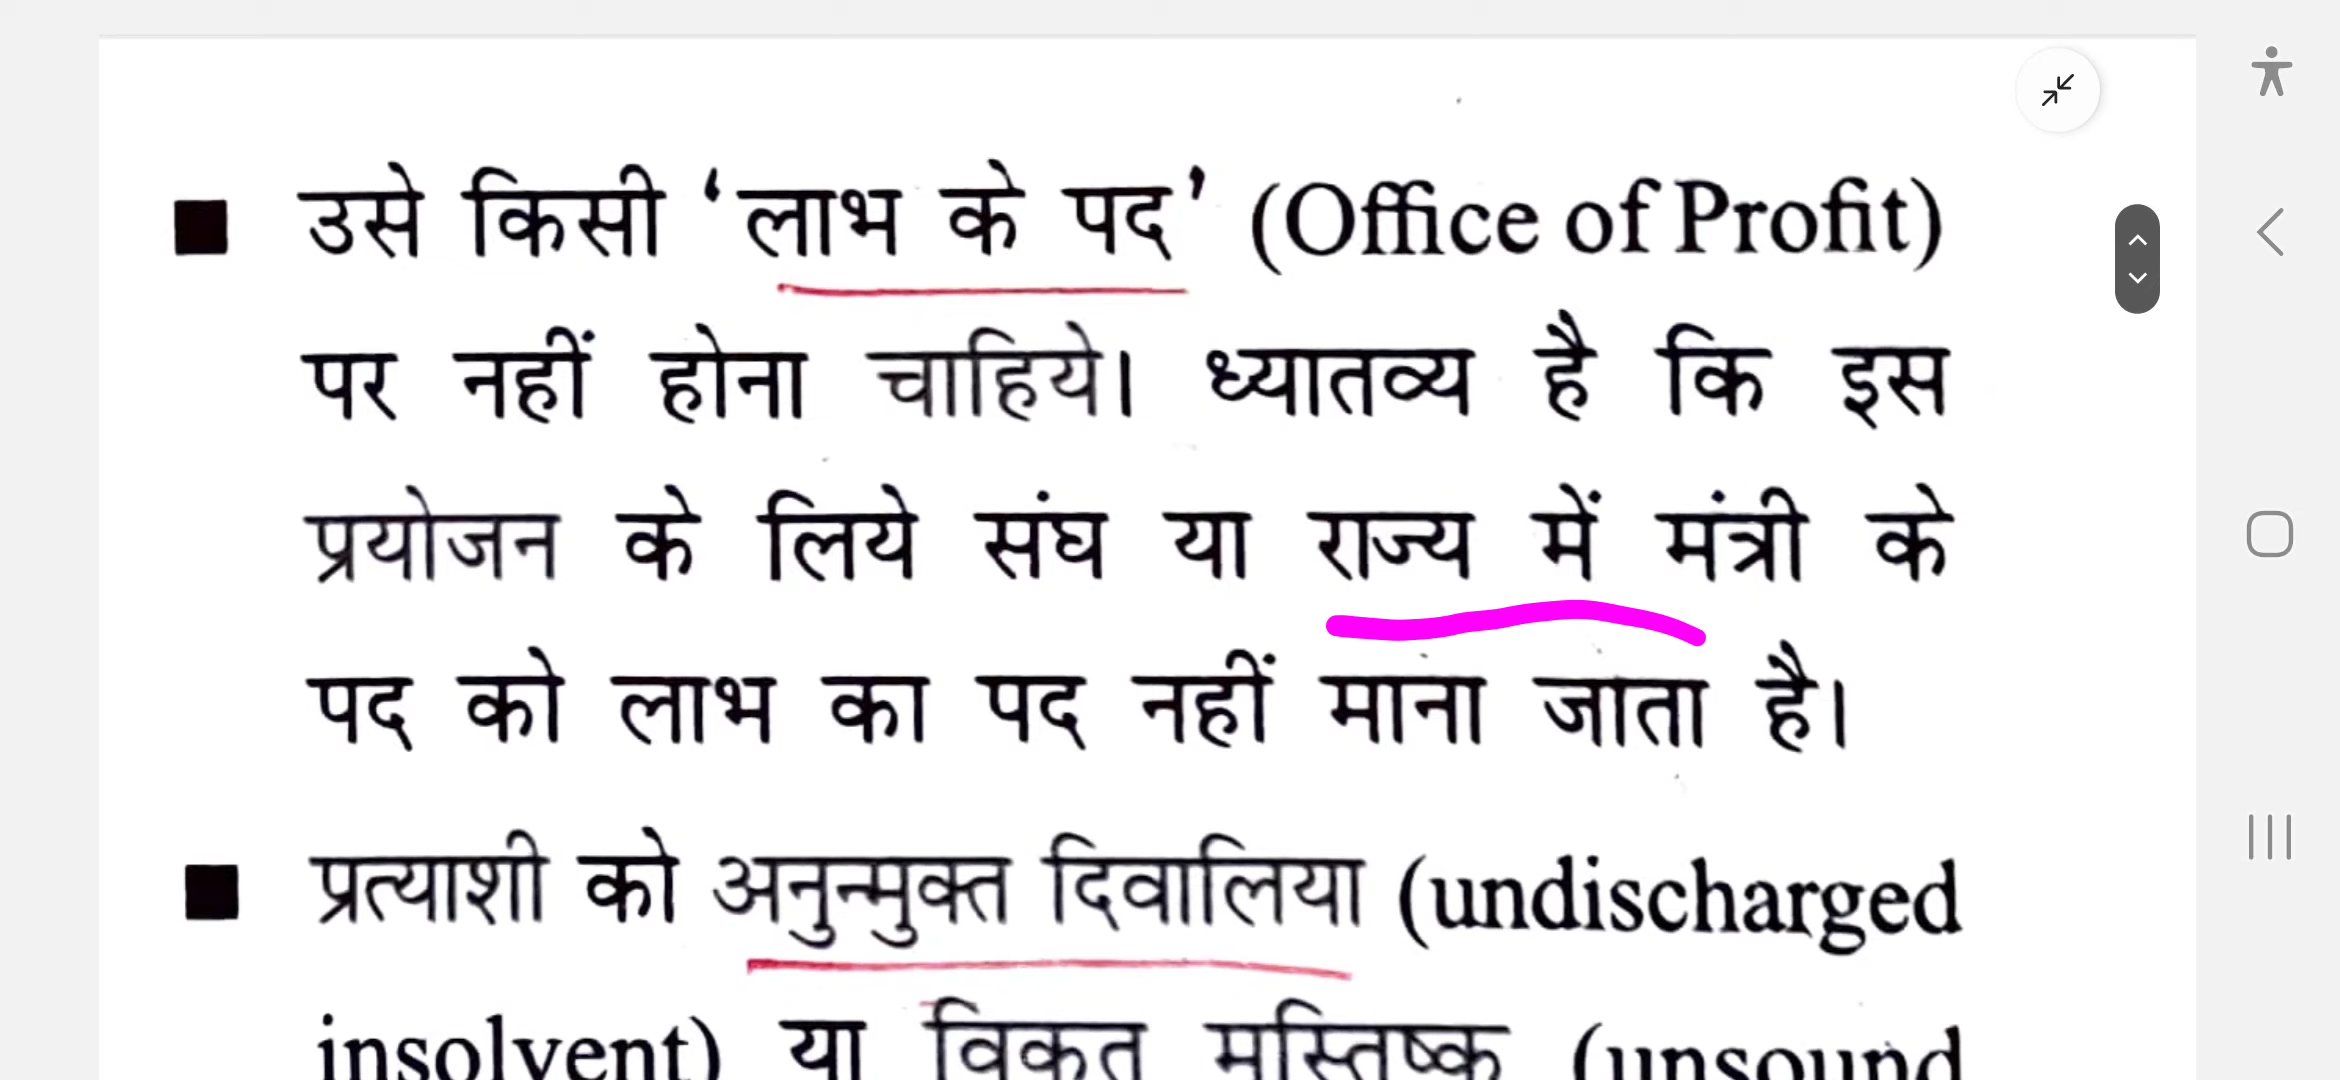 ■ उसे किसी ‘लाभ के पद’ (Office of Profit)
पर नहीं होना चाहिये। ध्यातव्य है कि इस
प्रयोजन के लिये संघ या राज्य में मंत्री के
पद को लाभ का पद नहीं माना जाता है।
■ प्रत्याशी को अनुन्मुक्त दिवालिया (undischarged
insolvent) या विकृत मस्तिष्क (unsound